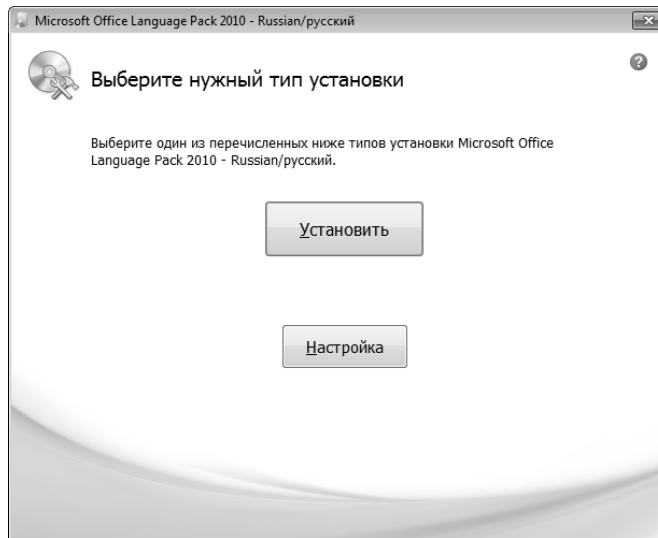 Microsoft Office Language Pack 2010 - Russian/русский
Выберите нужный тип установки
Выберите один из перечисленных ниже типов установки Microsoft Office
Language Pack 2010 - Russian/русский.
Установить
Настройка